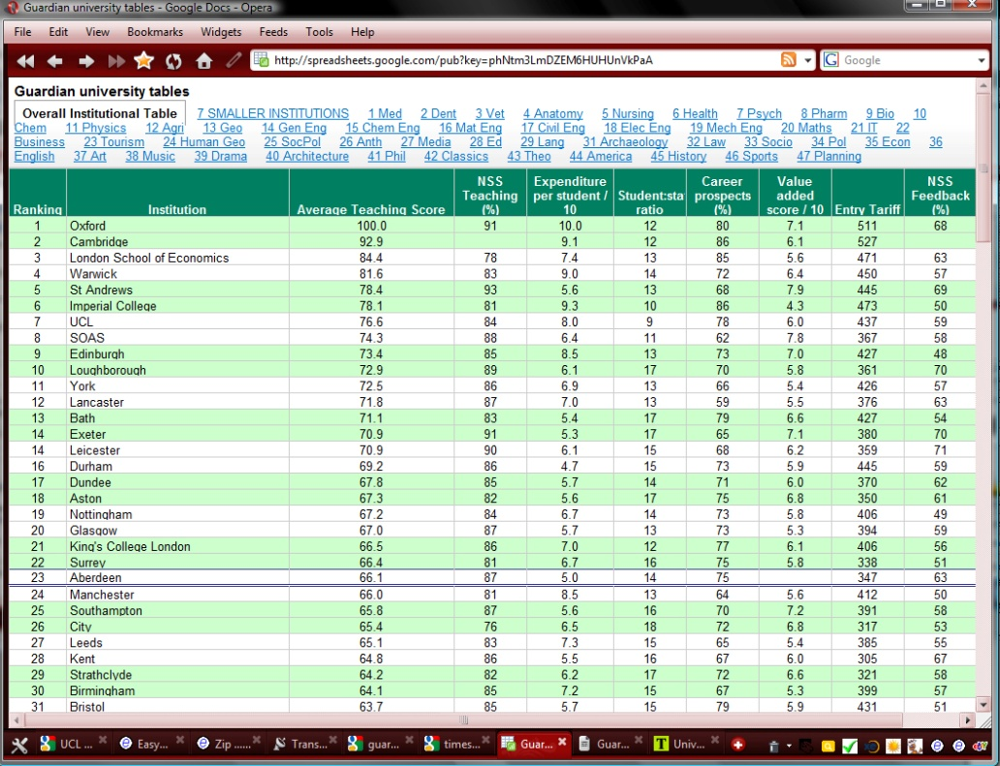 Guardian university tables - Google Docs - Opera
File Edit View Bookmarks Widgets Feeds Tools Help
http://spreadsheets.google.com/pub?key=phNtm3LmDZEM6HUHUnVkPaA Google
Guardian university tables
Overall Institutional Table 7 SMALLER INSTITUTIONS 1 Med 2 Dent 3 Vet 4 Anatomy 5 Nursing 6 Health 7 Psych 8 Pharm 9 Bio 10
Chem 11 Physics 12 Agri 13 Geo 14 Gen Eng 15 Chem Eng 16 Mat Eng 17 Civil Eng 18 Elec Eng 19 Mech Eng 20 Maths 21 IT 22
Business 23 Tourism 24 Human Geo 25 SocPol 26 Anth 27 Media 28 Ed 29 Lang 31 Archaeology 32 Law 33 Socio 34 Pol 35 Econ 36
English 37 Art 38 Music 39 Drama 40 Architecture 41 Phil 42 Classics 43 Theo 44 America 45 History 46 Sports 47 Planning
Ranking Institution Average Teaching Score NSS Teaching (%) Expenditure per student / 10 Student:sta ratio Career prospects (%) Value added score / 10 Entry Tariff NSS Feedback (%)
1 Oxford 100.0 91 10.0 12 80 7.1 511 68
2 Cambridge 92.9 9.1 12 86 6.1 527
3 London School of Economics 84.4 78 7.4 13 85 5.6 471 63
4 Warwick 81.6 83 9.0 14 72 6.4 450 57
5 St Andrews 78.4 93 5.6 13 68 7.9 445 69
6 Imperial College 78.1 81 9.3 10 86 4.3 473 50
7 UCL 76.6 84 8.0 9 78 6.0 437 59
8 SOAS 74.3 88 6.4 11 62 7.8 367 58
9 Edinburgh 73.4 85 8.5 13 73 7.0 427 48
10 Loughborough 72.9 89 6.1 17 70 5.8 361 70
11 York 72.5 86 6.9 13 66 5.4 426 57
12 Lancaster 71.8 87 7.0 13 59 5.5 376 63
13 Bath 71.1 83 5.4 17 79 6.6 427 54
14 Exeter 70.9 91 5.3 17 65 7.1 380 70
14 Leicester 70.9 90 6.1 15 68 6.2 359 71
16 Durham 69.2 86 4.7 15 73 5.9 445 59
17 Dundee 67.8 85 5.7 14 71 6.0 370 62
18 Aston 67.3 82 5.6 17 75 6.8 350 61
19 Nottingham 67.2 84 6.7 14 73 5.8 406 49
20 Glasgow 67.0 87 5.7 13 73 5.3 394 59
21 King's College London 66.5 86 7.0 12 77 6.1 406 56
22 Surrey 66.4 81 6.7 16 75 5.8 338 51
23 Aberdeen 66.1 87 5.0 14 75 347 63
24 Manchester 66.0 81 8.5 13 64 5.6 412 50
25 Southampton 65.8 87 5.6 16 70 7.2 391 58
26 City 65.4 76 6.5 18 72 6.8 317 53
27 Leeds 65.1 83 7.3 15 65 5.4 385 55
28 Kent 64.8 86 5.5 16 67 6.0 305 67
29 Strathclyde 64.2 82 6.2 17 72 6.6 321 58
30 Birmingham 64.1 85 7.2 15 67 5.3 399 57
31 Bristol 63.7 85 5.7 15 79 5.9 431 51
UCL ... Easy... Zip ...... Trans... guar... times... Guar... Guar... Univ...